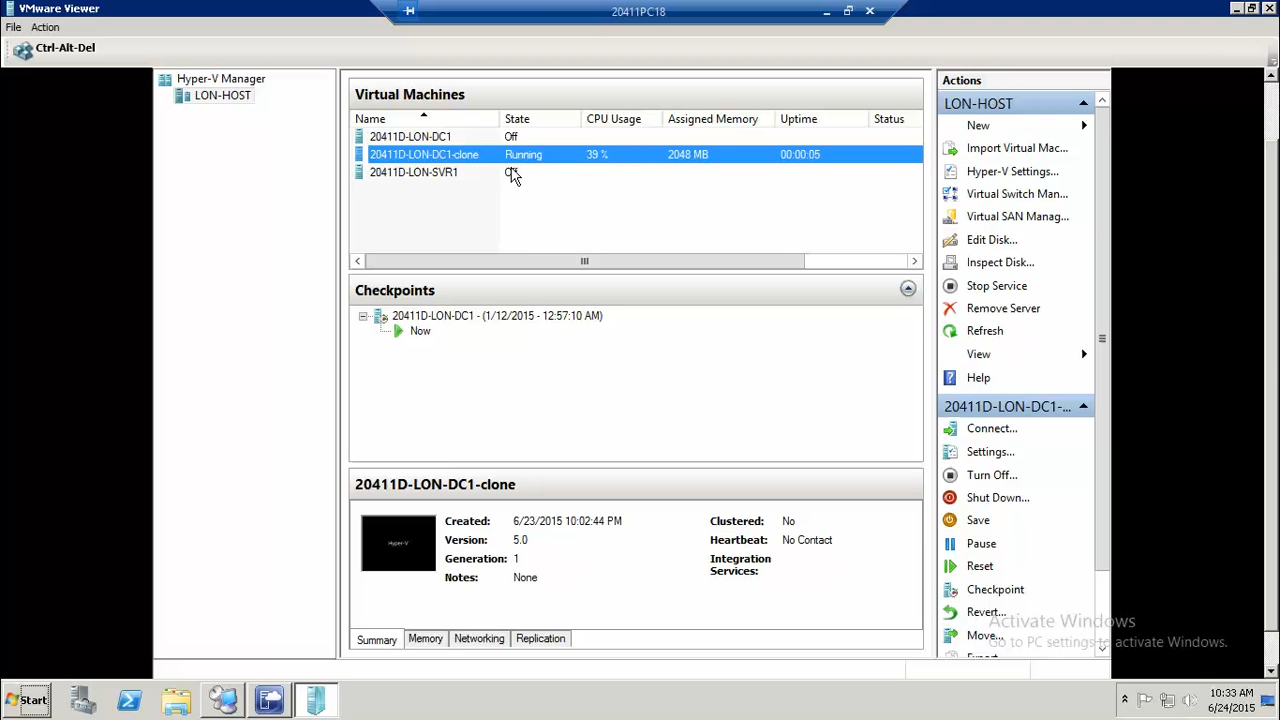 VMware Viewer
20411PC18
File Action
Ctrl-Alt-Del
Hyper-V Manager
LON-HOST
Virtual Machines
Name State CPU Usage Assigned Memory Uptime Status
20411D-LON-DC1 Off
20411D-LON-DC1-clone Running 39 % 2048 MB 00:00:05
20411D-LON-SVR1
Checkpoints
20411D-LON-DC1 - (1/12/2015 - 12:57:10 AM)
Now
20411D-LON-DC1-clone
Created: 6/23/2015 10:02:44 PM Clustered: No
Version: 5.0 Heartbeat: No Contact
Generation: 1 Integration Services:
Notes: None
Hyper-V
Summary Memory Networking Replication
Actions
LON-HOST
New
Import Virtual Mac...
Hyper-V Settings...
Virtual Switch Man...
Virtual SAN Manag...
Edit Disk...
Inspect Disk...
Stop Service
Remove Server
Refresh
View
Help
20411D-LON-DC1-...
Connect...
Settings...
Turn Off...
Shut Down...
Save
Pause
Reset
Checkpoint
Revert...
Move...
Activate Windows
Go to PC settings to activate Windows.
Start
10:33 AM
6/24/2015